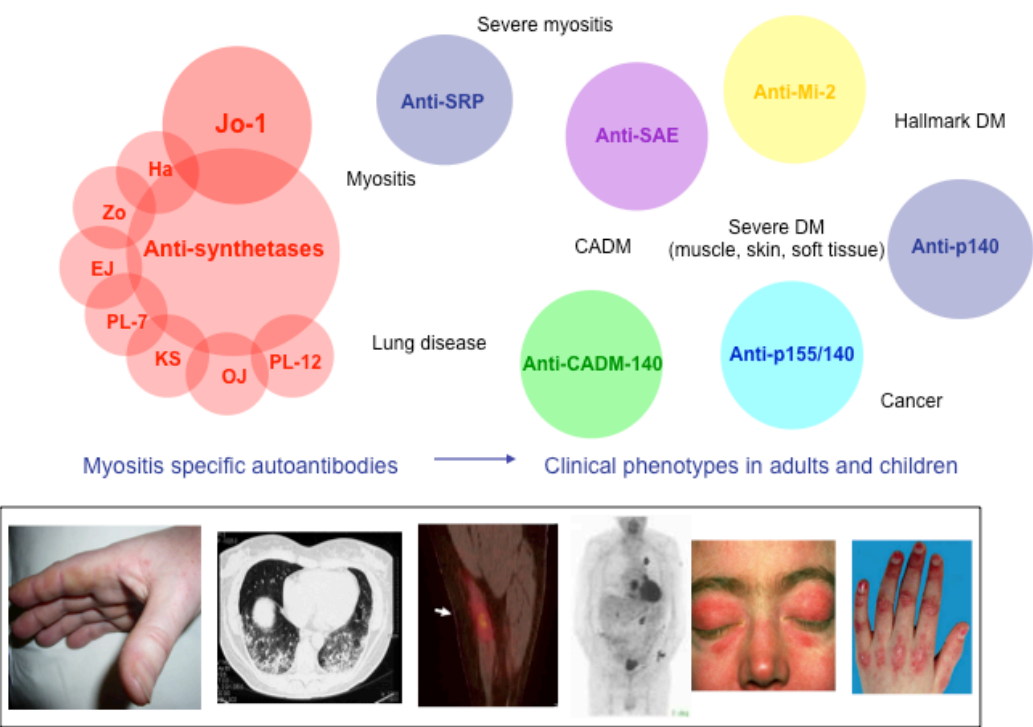 Severe myositis
Anti-SRP
Anti-Mi-2
Jo-1
Anti-SAE
Hallmark DM
Ha
Myositis
Zo
Anti-synthetases
CADM
Severe DM
(muscle, skin, soft tissue)
Anti-p140
EJ
PL-7
Lung disease
KS
OJ
PL-12
Anti-CADM-140
Anti-p155/140
Cancer
Myositis specific autoantibodies
Clinical phenotypes in adults and children